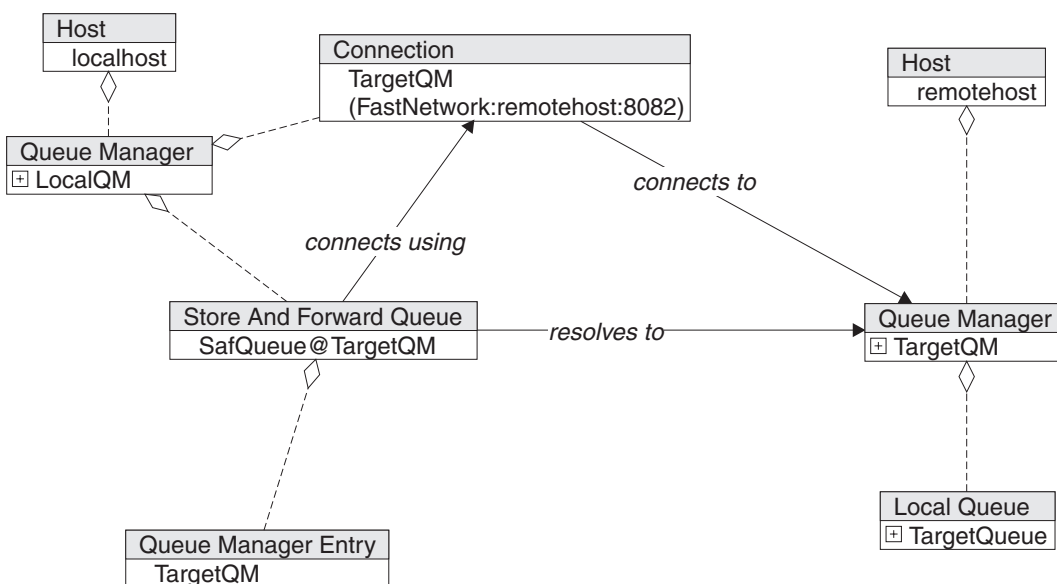 Host
localhost
Connection
TargetQM
(FastNetwork:remotehost:8082)
Host
remotehost
Queue Manager
LocalQM
connects to
connects using
Store And Forward Queue
SafQueue@TargetQM
resolves to
Queue Manager
TargetQM
Local Queue
TargetQueue
Queue Manager Entry
TargetQM